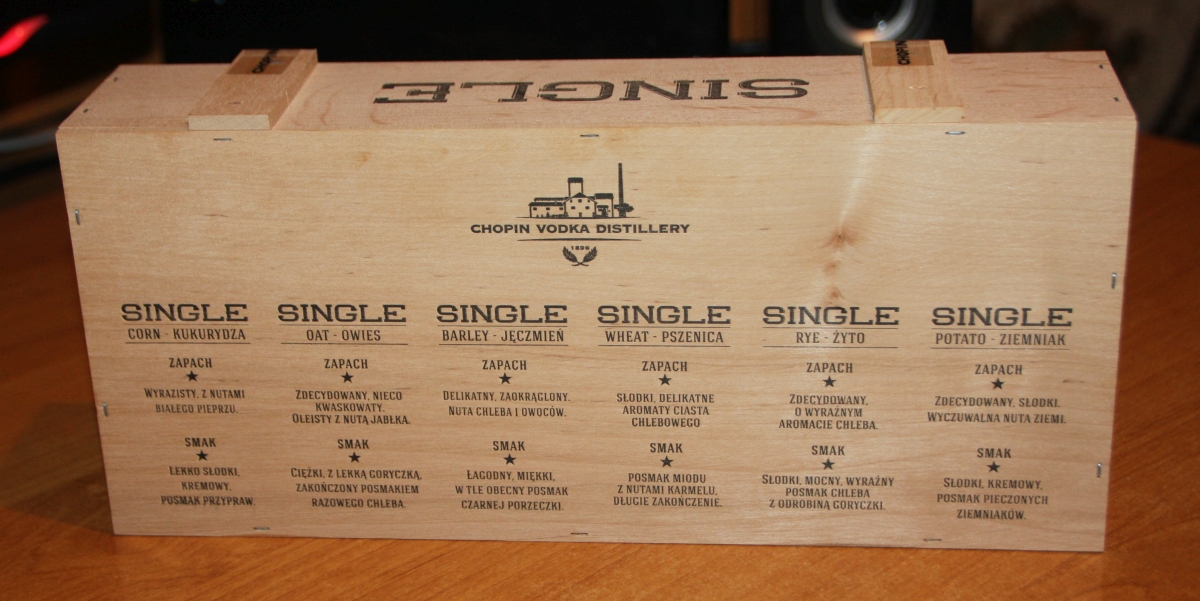 CHOPIN
CHOPIN
SINGLE
CHOPIN VODKA DISTILLERY
1896
SINGLE
CORN - KUKURYDZA
ZAPACH
WYRAZISTY, Z NUTAMI
BIAŁEGO PIEPRZU.
SMAK
LEKKO SŁODKI,
KREMOWY,
POSMAK PRZYPRAW.
SINGLE
OAT - OWIES
ZAPACH
ZDECYDOWANY, NIECO
KWASKOWATY.
OLEISTY Z NUTĄ JABŁKA.
SMAK
CIĘŻKI, Z LEKKĄ GORYCZKĄ,
ZAKOŃCZONY POSMAKIEM
RAZOWEGO CHLEBA.
SINGLE
BARLEY - JĘCZMIEŃ
ZAPACH
DELIKATNY, ZAOKRĄGLONY.
NUTA CHLEBA I OWOCÓW.
SMAK
ŁAGODNY, MIĘKKI,
W TLE OBECNY POSMAK
CZARNEJ PORZECZKI.
SINGLE
WHEAT - PSZENICA
ZAPACH
SŁODKI, DELIKATNE
AROMATY CIASTA
CHLEBOWEGO
SMAK
POSMAK MIODU
Z NUTAMI KARMELU,
DŁUGIE ZAKOŃCZENIE.
SINGLE
RYE - ŻYTO
ZAPACH
ZDECYDOWANY,
O WYRAŹNYM
AROMACIE CHLEBA.
SMAK
SŁODKI, MOCNY, WYRAŹNY
POSMAK CHLEBA
Z ODROBINĄ GORYCZKI.
SINGLE
POTATO - ZIEMNIAK
ZAPACH
ZDECYDOWANY, SŁODKI.
WYCZUWALNA NUTA ZIEMI.
SMAK
SŁODKI, KREMOWY,
POSMAK PIECZONYCH
ZIEMNIAKÓW.